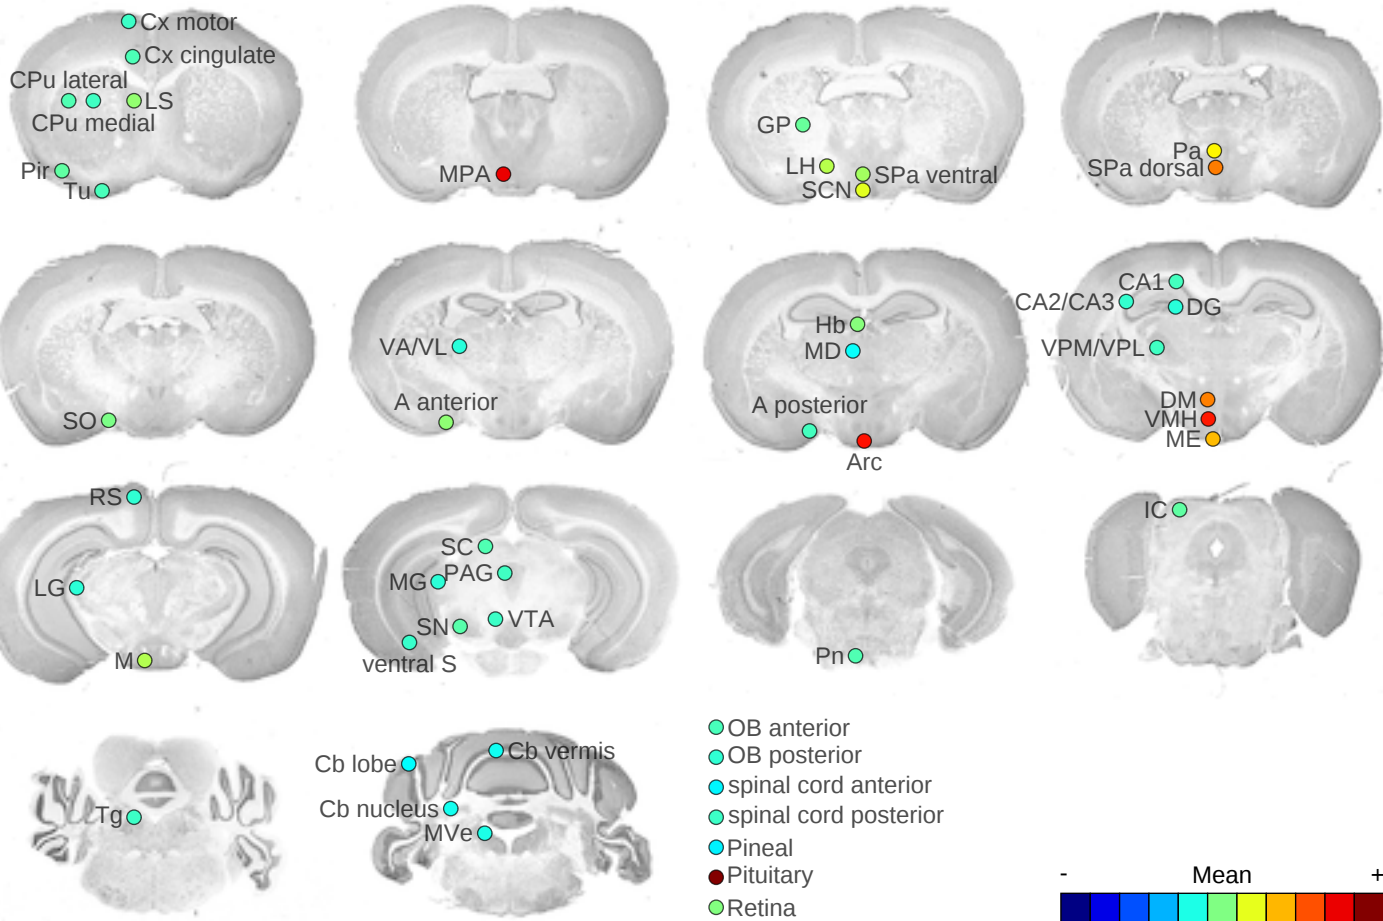 Cx motor
Cx cingulate
CPu lateral
LS
CPu medial
Pir
Tu
MPA
GP
LH
SPa ventral
SCN
Pa
SPa dorsal
SO
VA/VL
A anterior
Hb
MD
A posterior
Arc
CA1
CA2/CA3
DG
VPM/VPL
DM
VMH
ME
RS
LG
M
SC
PAG
MG
VTA
SN
ventral S
Pn
IC
Tg
Cb vermis
Cb lobe
Cb nucleus
MVe
OB anterior
OB posterior
spinal cord anterior
spinal cord posterior
Pineal
Pituitary
Retina
- Mean +